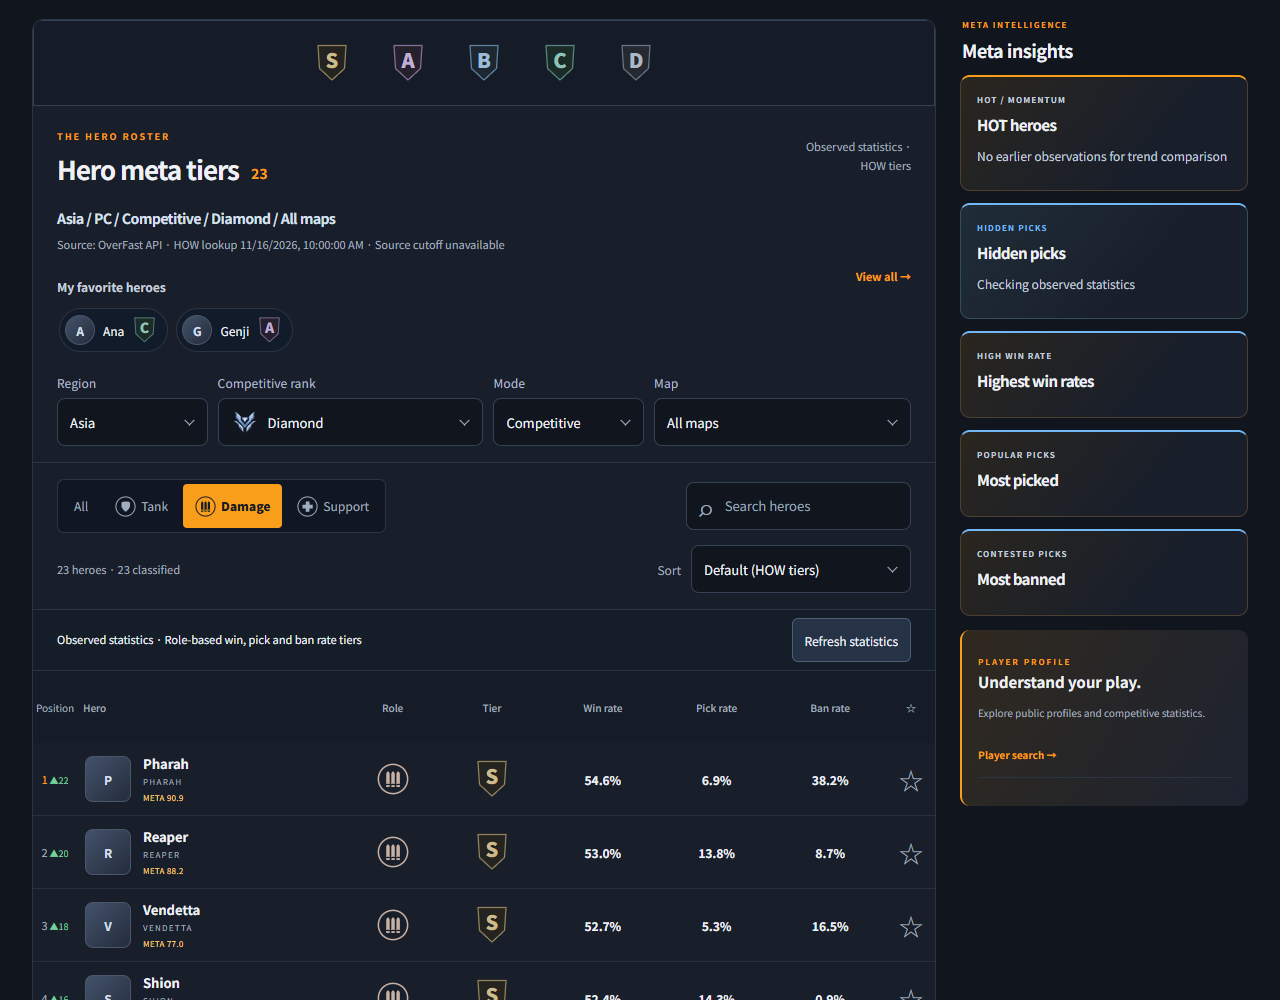 S A B C D
THE HERO ROSTER
Hero meta tiers 23
Observed statistics ·
HOW tiers
Asia / PC / Competitive / Diamond / All maps
Source: OverFast API · HOW lookup 11/16/2026, 10:00:00 AM · Source cutoff unavailable
My favorite heroes
View all →
A Ana C
G Genji A
Region
Competitive rank
Mode
Map
Asia
Diamond
Competitive
All maps
All
Tank
Damage
Support
Search heroes
23 heroes · 23 classified
Sort
Default (HOW tiers)
Observed statistics · Role-based win, pick and ban rate tiers
Refresh statistics
Position Hero Role Tier Win rate Pick rate Ban rate ☆
1 ▲22 P Pharah S 54.6% 6.9% 38.2% ☆
PHARAH
META 90.9
2 ▲20 R Reaper S 53.0% 13.8% 8.7% ☆
REAPER
META 88.2
3 ▲18 V Vendetta S 52.7% 5.3% 16.5% ☆
VENDETTA
META 77.0
Shion
META INTELLIGENCE
Meta insights
HOT / MOMENTUM
HOT heroes
No earlier observations for trend comparison
HIDDEN PICKS
Hidden picks
Checking observed statistics
HIGH WIN RATE
Highest win rates
POPULAR PICKS
Most picked
CONTESTED PICKS
Most banned
PLAYER PROFILE
Understand your play.
Explore public profiles and competitive statistics.
Player search →